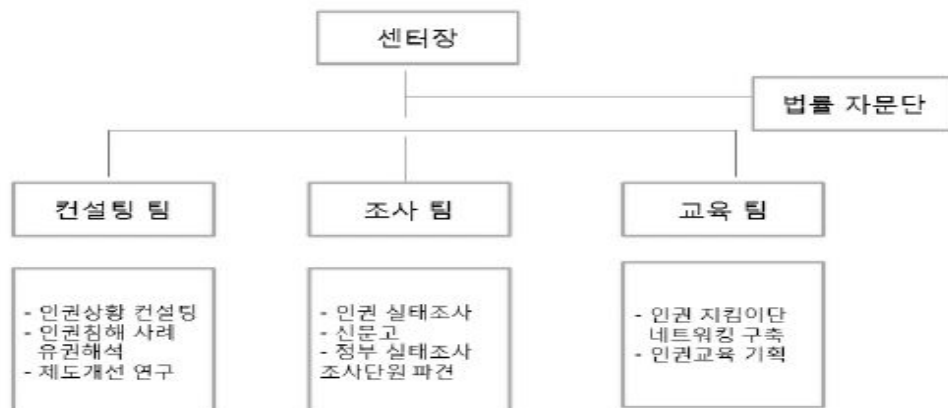 센터장
법률 자문단
컨설팅 팀
조사 팀
교육 팀
- 인권상황 컨설팅
- 인권침해 사례
유권해석
- 제도개선 연구
- 인권 실태조사
- 신문고
- 정부 실태조사
조사단원 파견
- 인권 지킴이단
네트워킹 구축
- 인권교육 기획